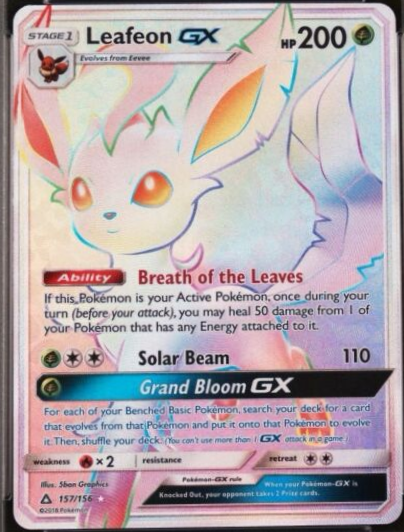 STAGE 1 Leafeon GX HP 200
Evolves from Eevee
Ability Breath of the Leaves
If this Pokémon is your Active Pokémon, once during your
turn (before your attack), you may heal 50 damage from 1 of
your Pokémon that has any Energy attached to it.
Solar Beam 110
Grand Bloom GX
For each of your Benched Basic Pokémon, search your deck for a card
that evolves from that Pokémon and put it onto that Pokémon to evolve
it. Then, shuffle your deck. (You can't use more than 1 GX attack in a game.)
weakness ×2 resistance retreat
Pokémon-GX rule
When your Pokémon-GX is
Knocked Out, your opponent takes 2 Prize cards.
Illus. 5ban Graphics
157/156
©2018 Pokémon